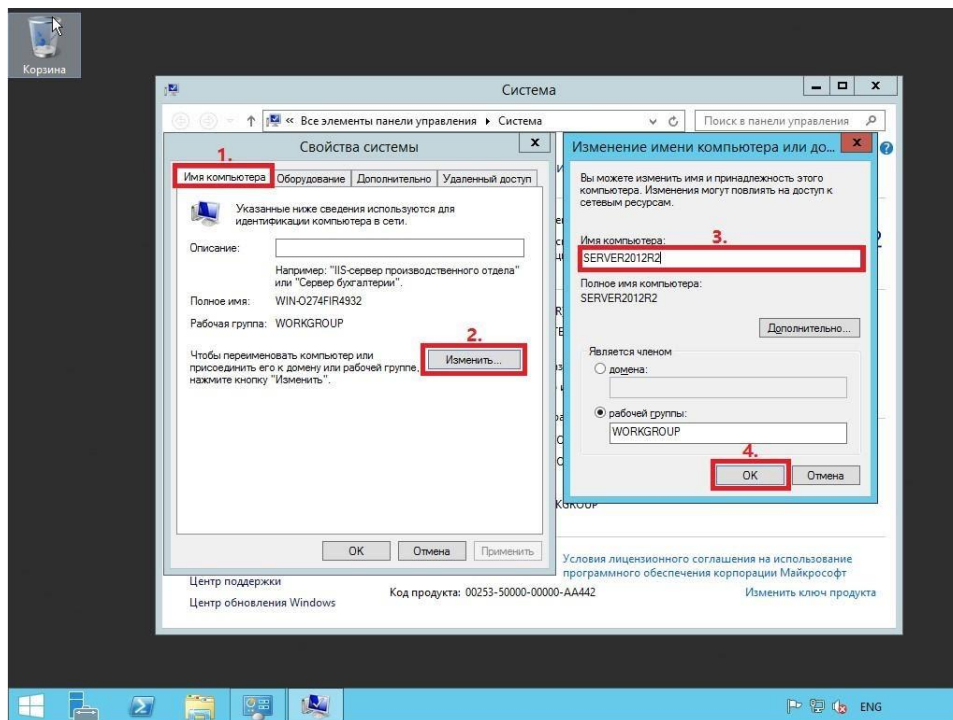 Корзина
Система
« Все элементы панели управления ▸ Система
Поиск в панели управления
1.
Свойства системы
Имя компьютера
Оборудование
Дополнительно
Удаленный доступ
Указанные ниже сведения используются для
идентификации компьютера в сети.
Описание:
Например: "IIS-сервер производственного отдела"
или "Сервер бухгалтерии".
Полное имя: WIN-O274FIR4932
Рабочая группа: WORKGROUP
2.
Чтобы переименовать компьютер или
присоединить его к домену или рабочей группе,
нажмите кнопку "Изменить".
Изменить...
OK
Отмена
Применить
Изменение имени компьютера или до...
Вы можете изменить имя и принадлежность этого
компьютера. Изменения могут повлиять на доступ к
сетевым ресурсам.
3.
Имя компьютера:
SERVER2012R2
Полное имя компьютера:
SERVER2012R2
Дополнительно...
Является членом
домена:
рабочей группы:
WORKGROUP
4.
OK
Отмена
Условия лицензионного соглашения на использование
программного обеспечения корпорации Майкрософт
Центр поддержки
Центр обновления Windows
Код продукта: 00253-50000-00000-AA442
Изменить ключ продукта
ENG